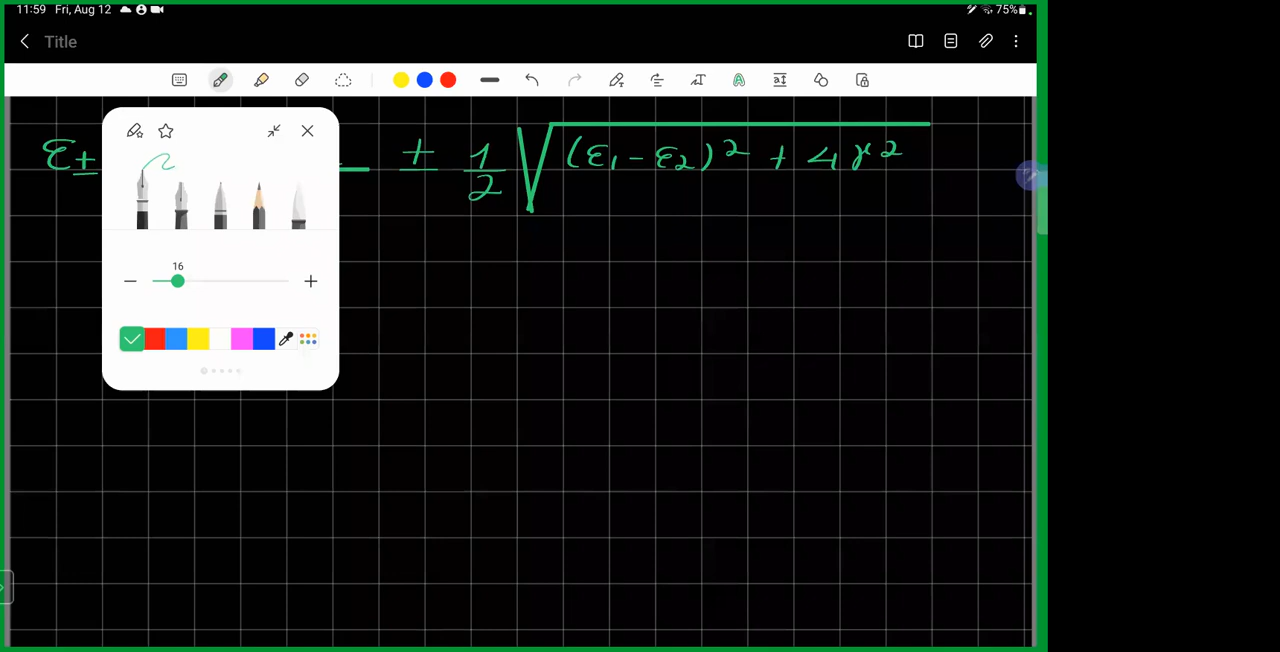 11:59 Fri, Aug 12 75%
Title
ε± ± 1/2 √(ε₁ - ε₂)² + 4γ²
16